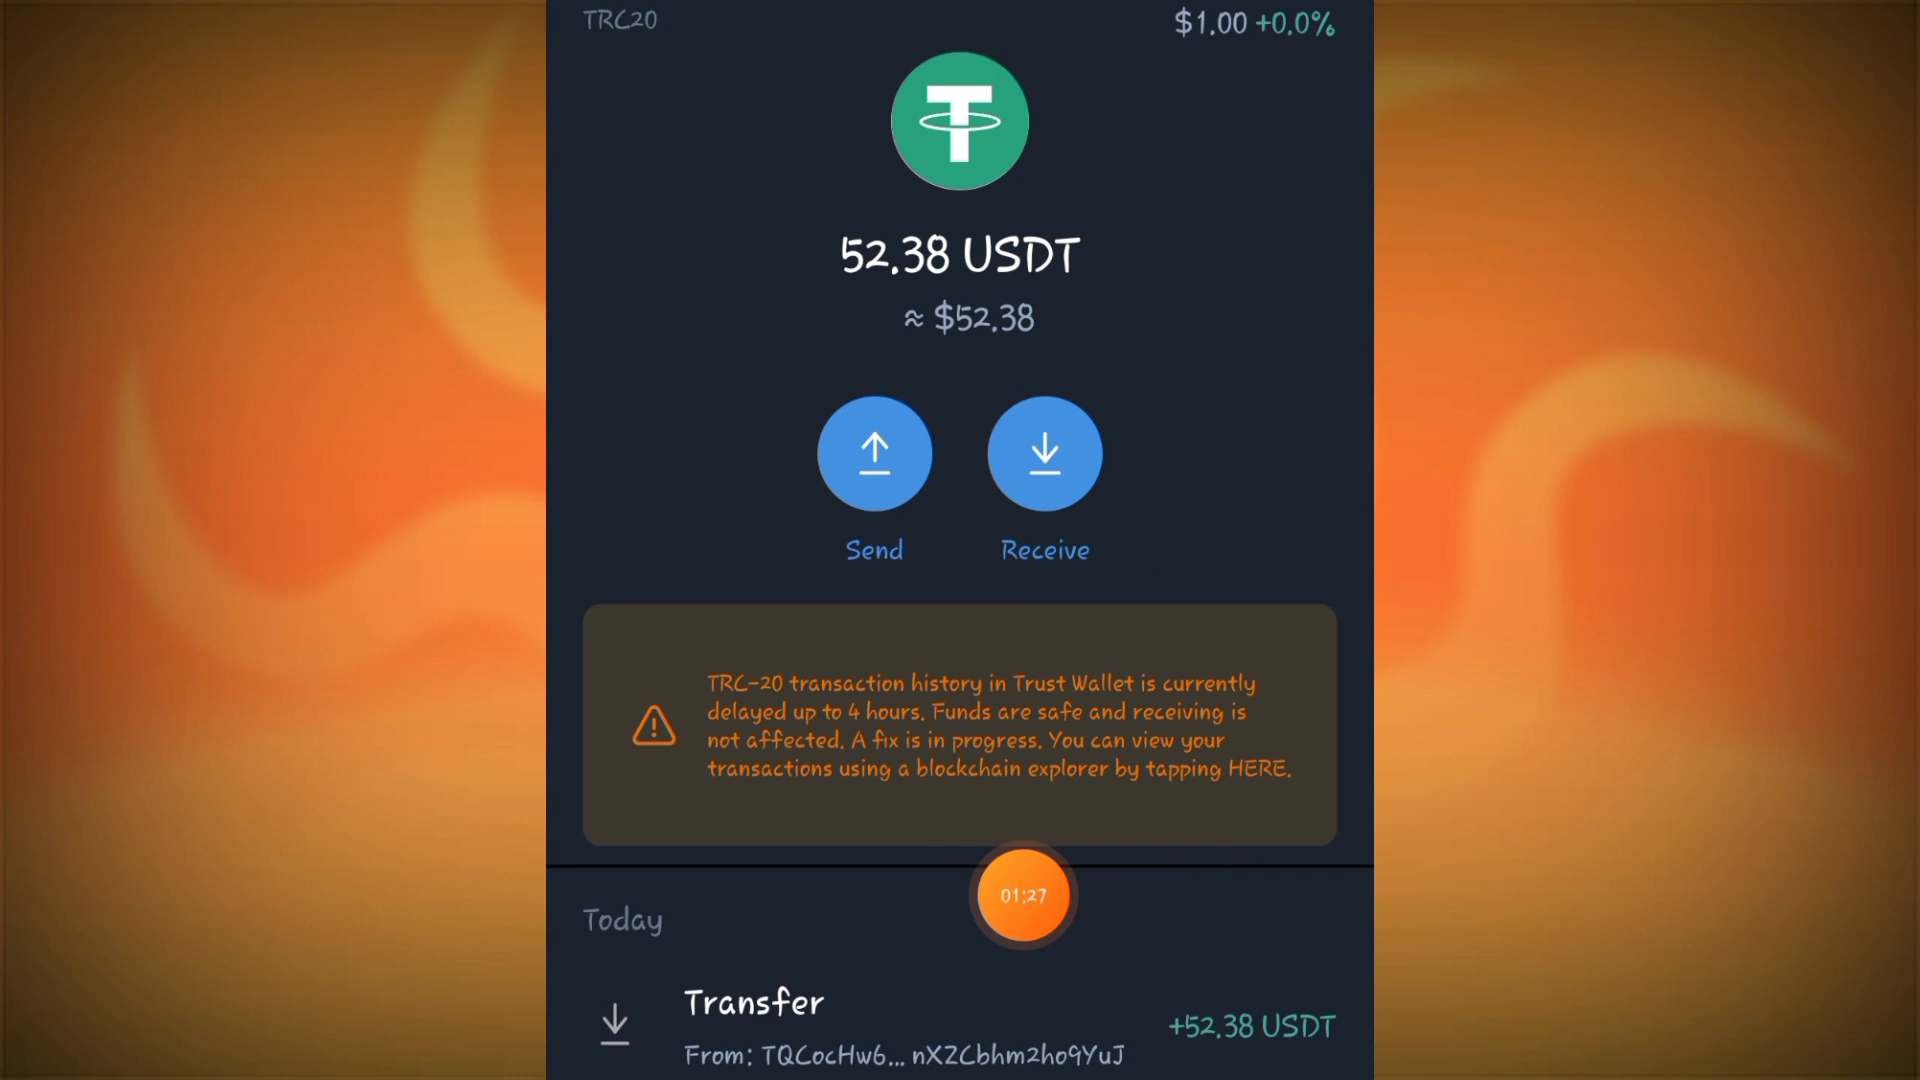 TRC20
$1.00 +0.0%
52.38 USDT
≈ $52.38
Send
Receive
TRC-20 transaction history in Trust Wallet is currently
delayed up to 4 hours. Funds are safe and receiving is
not affected. A fix is in progress. You can view your
transactions using a blockchain explorer by tapping HERE.
01:27
Today
Transfer
+52.38 USDT
From: TQCocHw6... nXZCbhm2ho9YuJ